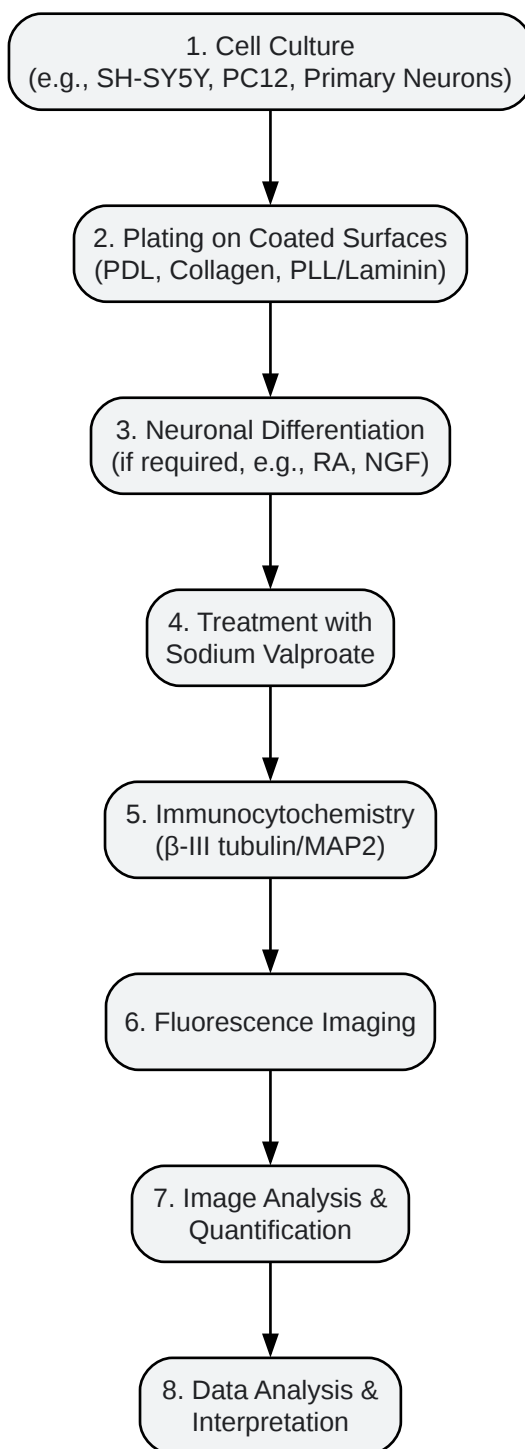 1. Cell Culture
(e.g., SH-SY5Y, PC12, Primary Neurons)
2. Plating on Coated Surfaces
(PDL, Collagen, PLL/Laminin)
3. Neuronal Differentiation
(if required, e.g., RA, NGF)
4. Treatment with
Sodium Valproate
5. Immunocytochemistry
(β-III tubulin/MAP2)
6. Fluorescence Imaging
7. Image Analysis &
Quantification
8. Data Analysis &
Interpretation